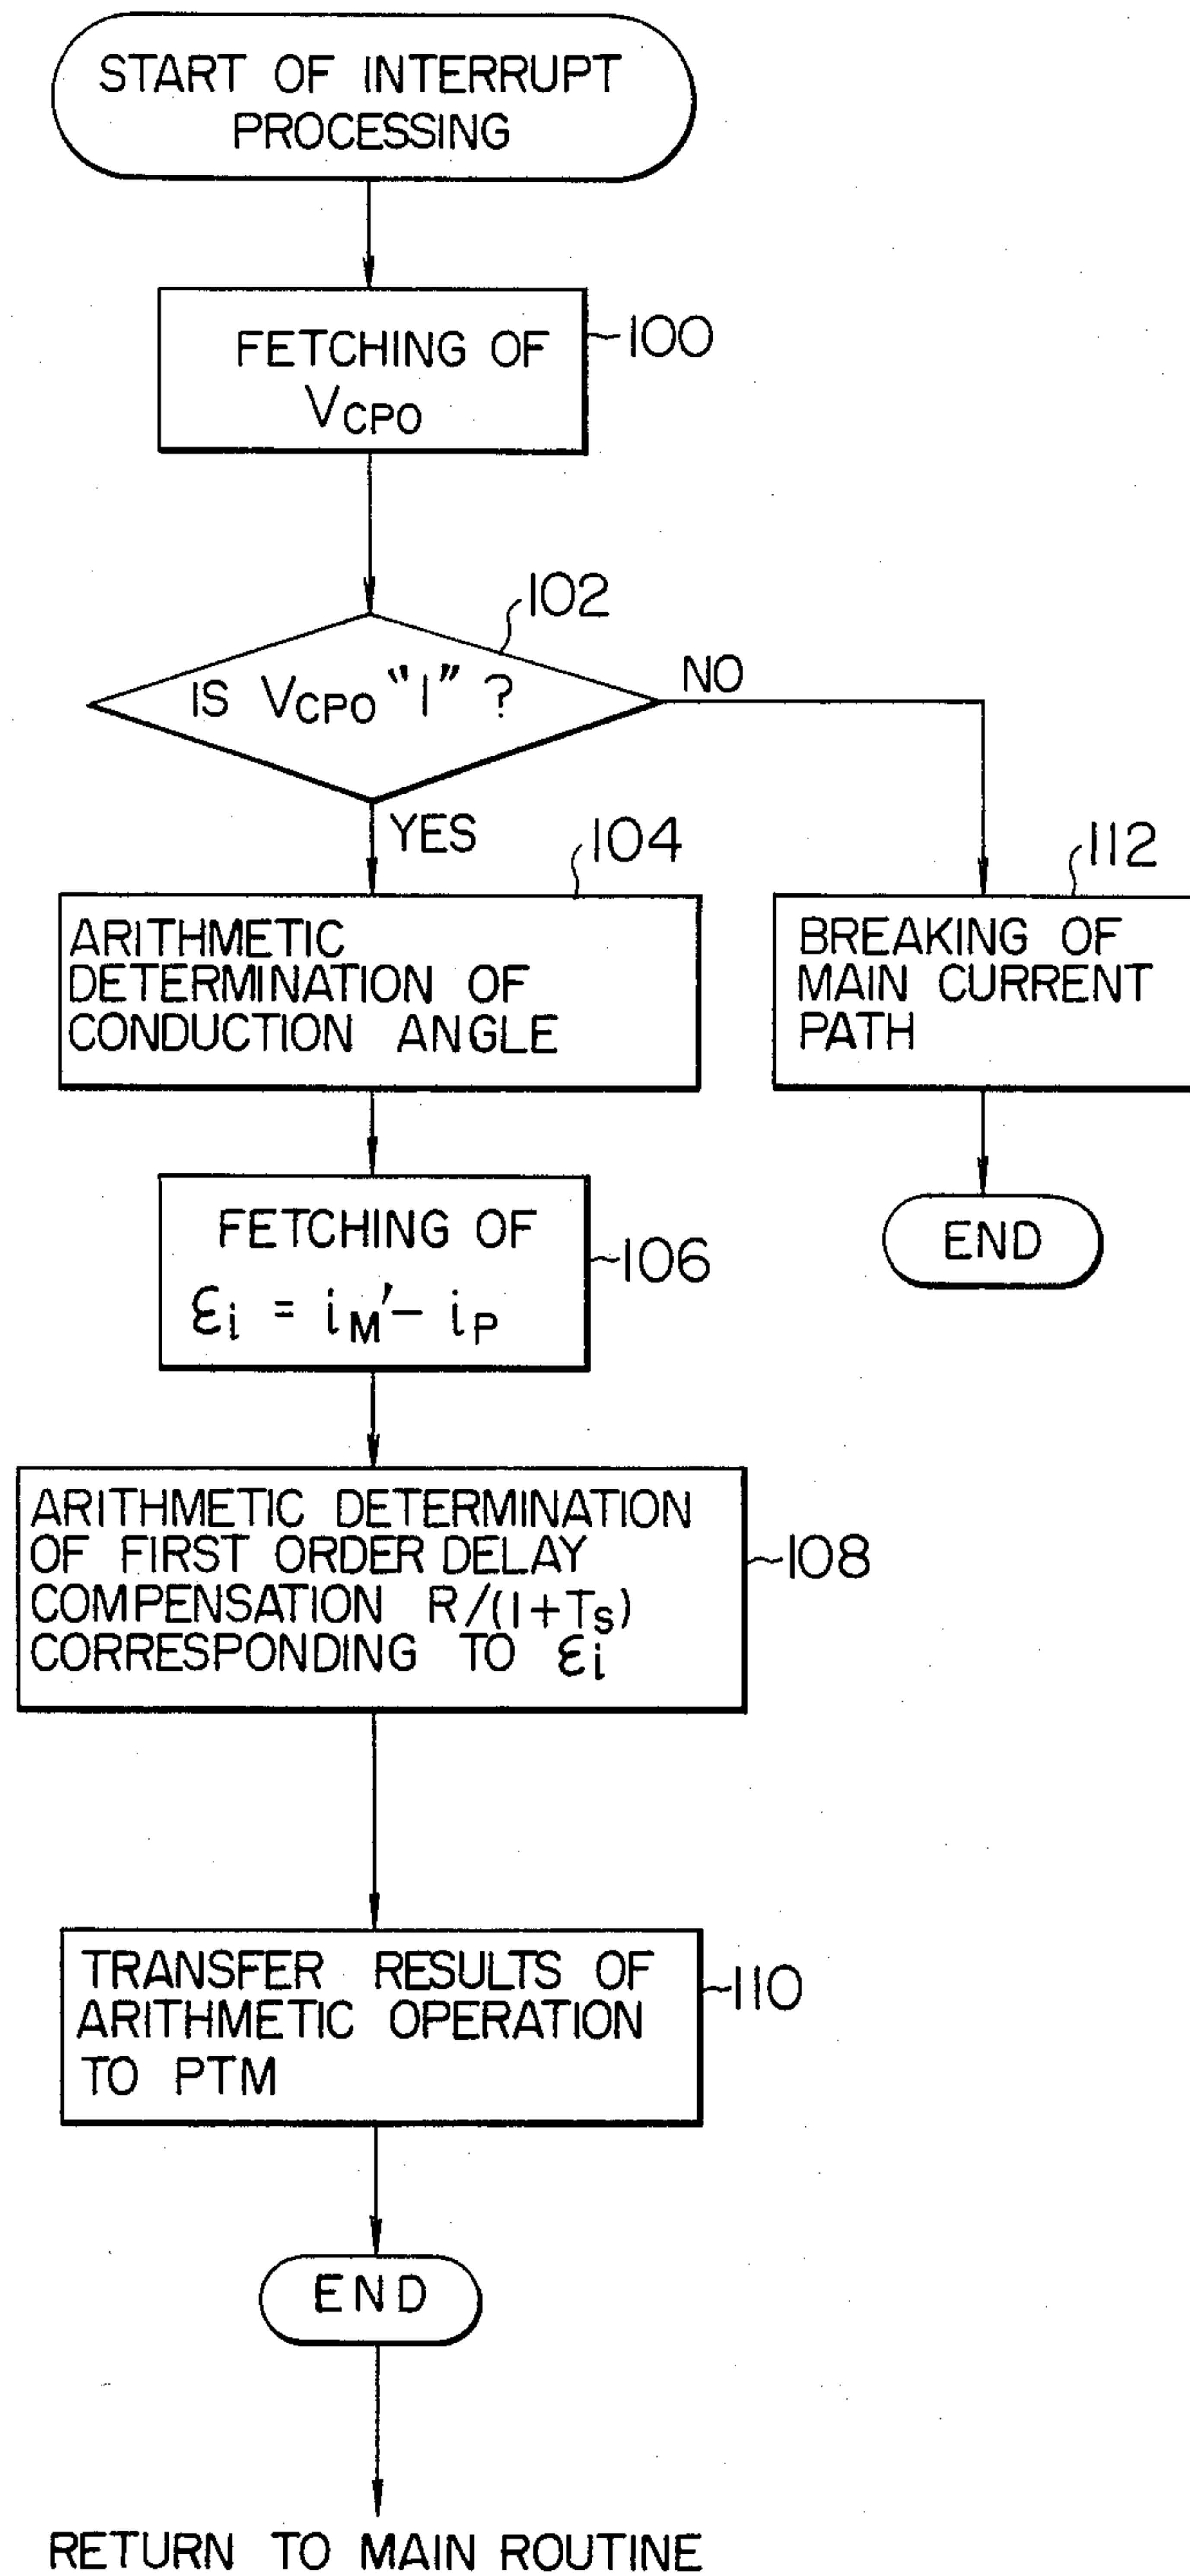 START OF INTERRUPT
PROCESSING
FETCHING OF
VCPO
100
102
IS VCPO "1" ?
NO
YES
104
ARITHMETIC
DETERMINATION OF
CONDUCTION ANGLE
112
BREAKING OF
MAIN CURRENT
PATH
END
FETCHING OF
εi = iM' - iP
106
ARITHMETIC DETERMINATION
OF FIRST ORDER DELAY
COMPENSATION R/(1+Ts)
CORRESPONDING TO εi
108
TRANSFER RESULTS OF
ARITHMETIC OPERATION
TO PTM
110
END
RETURN TO MAIN ROUTINE